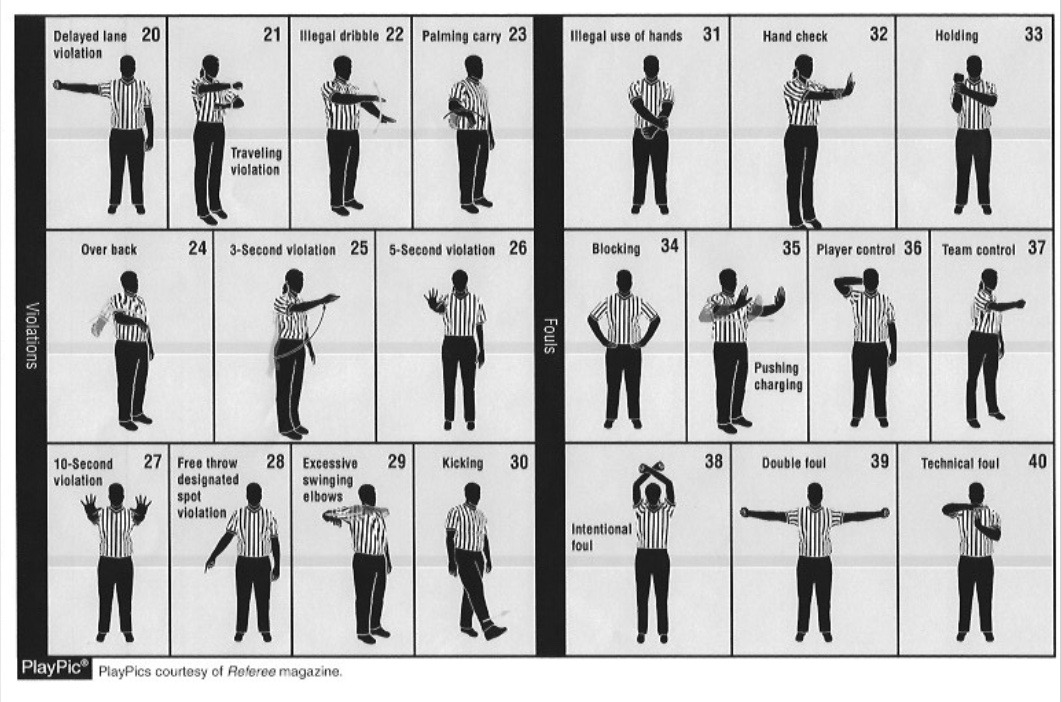 Violations
Delayed lane 20
violation
21
Traveling
violation
Illegal dribble 22
Palming carry 23
Over back 24
3-Second violation 25
5-Second violation 26
10-Second 27
violation
Free throw 28
designated
spot
violation
Excessive 29
swinging
elbows
Kicking 30
Fouls
Illegal use of hands 31
Hand check 32
Holding 33
Blocking 34
35
Pushing
charging
Player control 36
Team control 37
38
Intentional
foul
Double foul 39
Technical foul 40
PlayPic® PlayPics courtesy of Referee magazine.